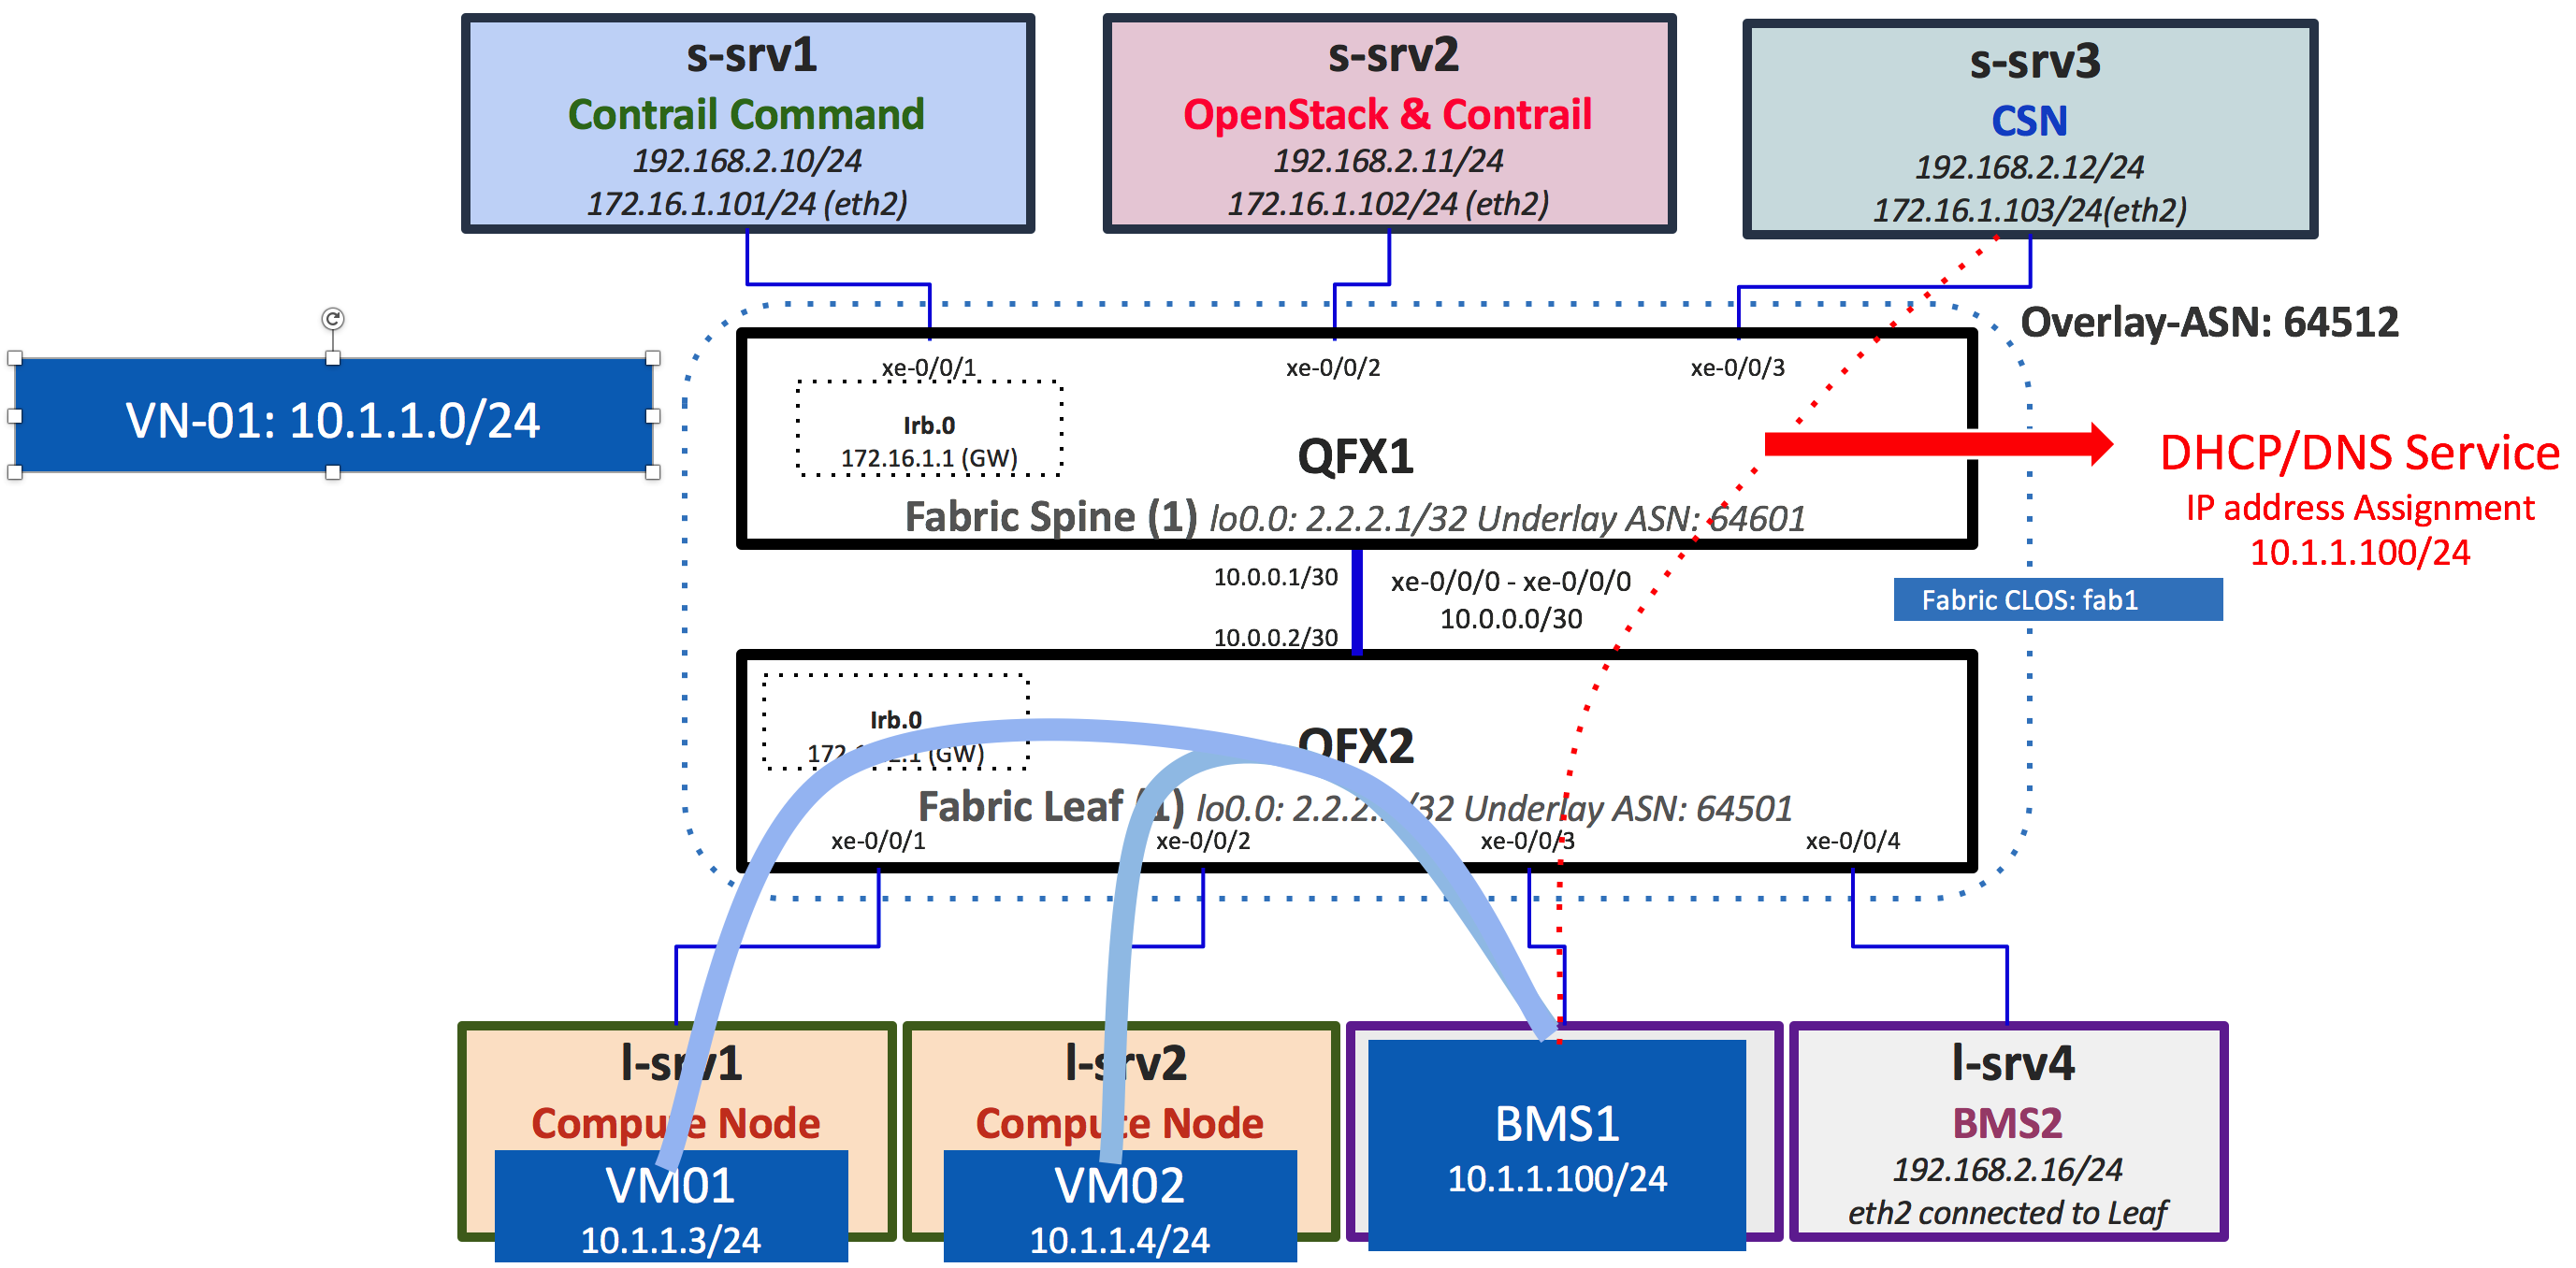 s-srv1
Contrail Command
192.168.2.10/24
172.16.1.101/24 (eth2)
s-srv2
OpenStack & Contrail
192.168.2.11/24
172.16.1.102/24 (eth2)
s-srv3
CSN
192.168.2.12/24
172.16.1.103/24(eth2)
Overlay-ASN: 64512
VN-01: 10.1.1.0/24
xe-0/0/1
xe-0/0/2
xe-0/0/3
Irb.0
172.16.1.1 (GW)
QFX1
Fabric Spine (1) lo0.0: 2.2.2.1/32 Underlay ASN: 64601
DHCP/DNS Service
IP address Assignment
10.1.1.100/24
10.0.0.1/30
xe-0/0/0 - xe-0/0/0
10.0.0.0/30
10.0.0.2/30
Fabric CLOS: fab1
Irb.0
(GW)
QFX2
Fabric Leaf (1) lo0.0: Underlay ASN: 64501
xe-0/0/1
xe-0/0/2
xe-0/0/3
xe-0/0/4
l-srv1
Compute Node
VM01
10.1.1.3/24
l-srv2
Compute Node
VM02
10.1.1.4/24
BMS1
10.1.1.100/24
l-srv4
BMS2
192.168.2.16/24
eth2 connected to Leaf